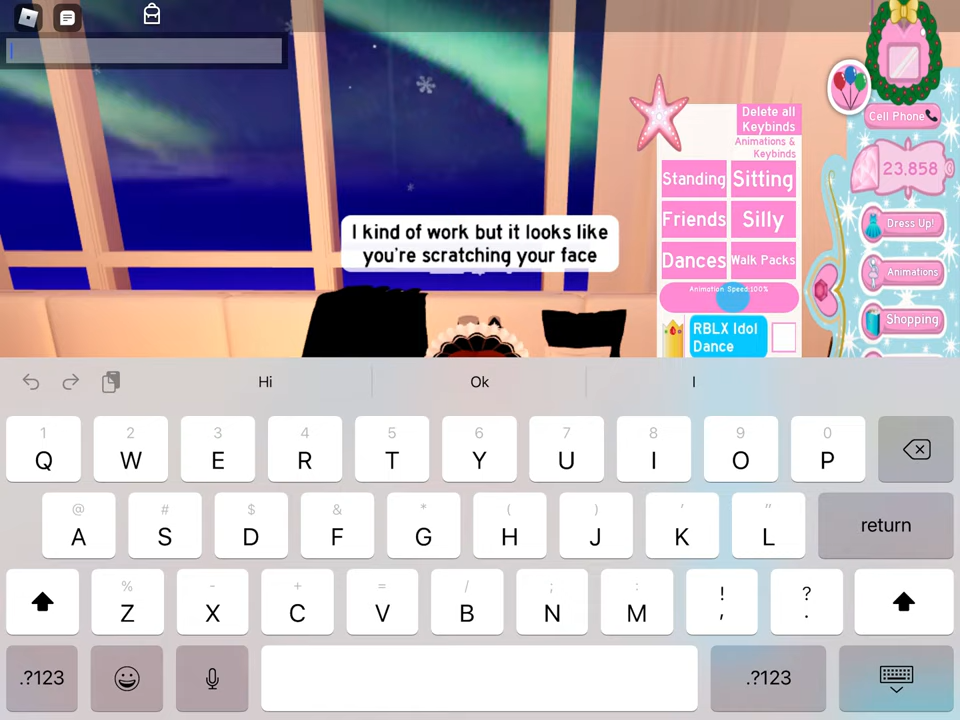 Delete all
Keybinds
Animations &
Keybinds
Cell Phone
23,858
Standing
Sitting
Friends
Silly
Dances
Walk Packs
Animation Speed:100%
RBLX Idol
Dance
Dress Up!
Animations
Shopping
I kind of work but it looks like
you're scratching your face
Hi
Ok
I
1 2 3 4 5 6 7 8 9 0
Q W E R T Y U I O P
@ # $ & * ( ) ' "
A S D F G H J K L
return
% - + = / ; : ! ?
Z X C V B N M , .
.?123
.?123